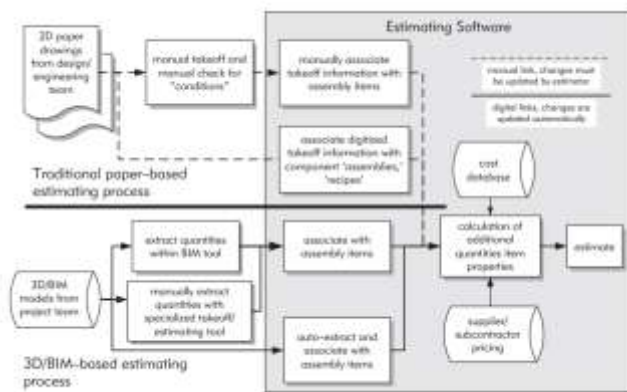 Estimating Software
2D paper
drawings
from design/
engineering
team
manual takeoff and
manual check for
"conditions"
manually associate
takeoff information with
assembly items
manual link, changes must
be updated by estimator
digital links, changes are
updated automatically
associate digitized
takeoff information with
component 'assemblies,'
'recipes'
Traditional paper-based
estimating process
cost
database
extract quantities
within BIM tool
associate with
assembly items
calculation of
additional
quantities item
properties
estimate
3D/BIM
models from
project team
manually extract
quantities with
specialized takeoff/
estimating tool
auto-extract and
associate with
assembly items
supplies/
subcontractor
pricing
3D/BIM-based estimating
process